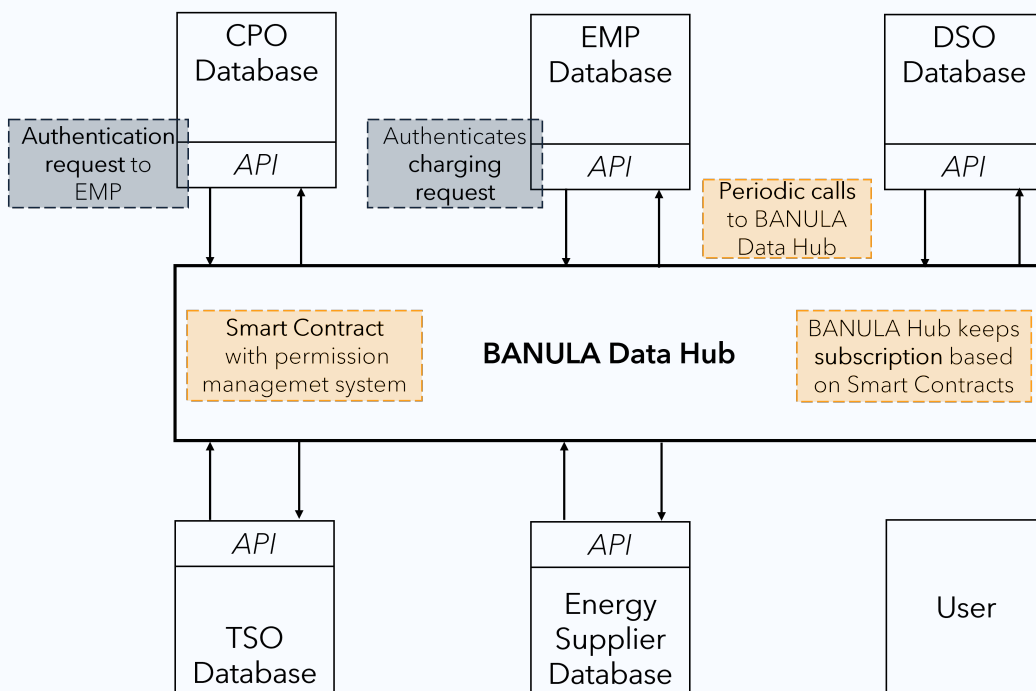 CPO
Database
EMP
Database
DSO
Database
Authentication
request to
EMP
API
Authenticates
charging
request
API
API
Periodic calls
to BANULA
Data Hub
Smart Contract
with permission
managemet system
BANULA Data Hub
BANULA Hub keeps
subscription based
on Smart Contracts
API
API
TSO
Database
Energy
Supplier
Database
User